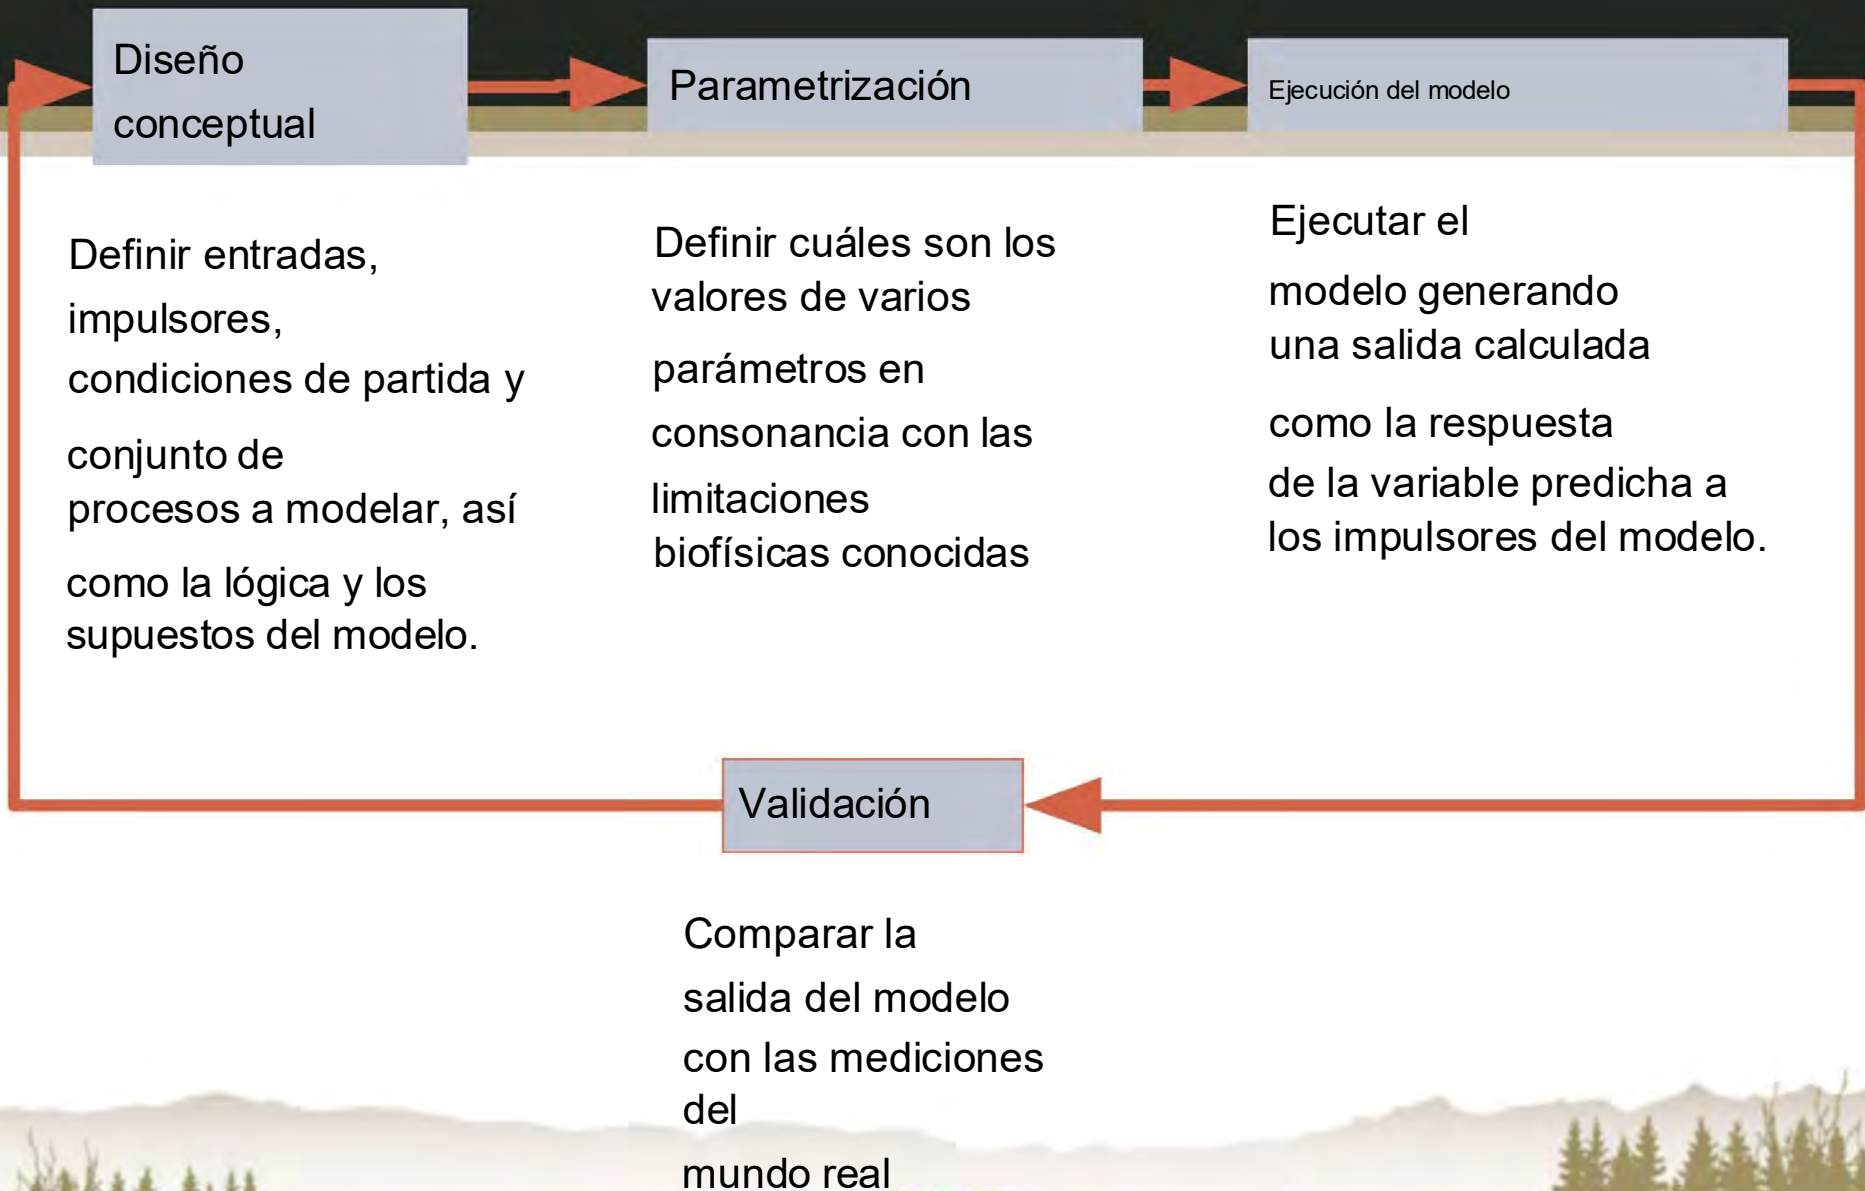 Diseño
conceptual
Parametrización
Ejecución del modelo
Definir entradas,
impulsores,
condiciones de partida y
conjunto de
procesos a modelar, así
como la lógica y los
supuestos del modelo.
Definir cuáles son los
valores de varios
parámetros en
consonancia con las
limitaciones
biofísicas conocidas
Ejecutar el
modelo generando
una salida calculada
como la respuesta
de la variable predicha a
los impulsores del modelo.
Validación
Comparar la
salida del modelo
con las mediciones
del
mundo real